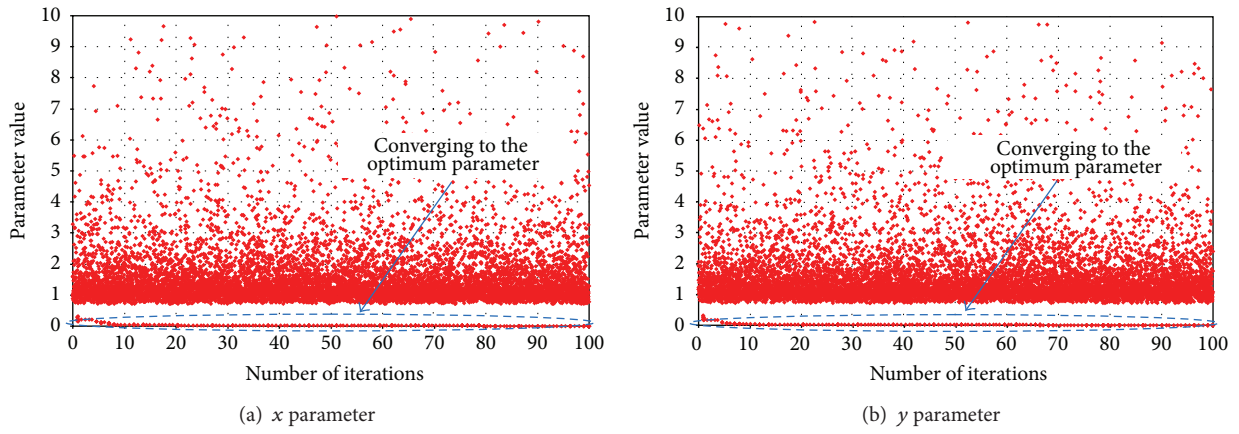 10
9
8
7
6
5
4
3
2
1
0
Parameter value
Converging to the
optimum parameter
0 10 20 30 40 50 60 70 80 90 100
Number of iterations
(a) x parameter
10
9
8
7
6
5
4
3
2
1
0
Parameter value
Converging to the
optimum parameter
0 10 20 30 40 50 60 70 80 90 100
Number of iterations
(b) y parameter